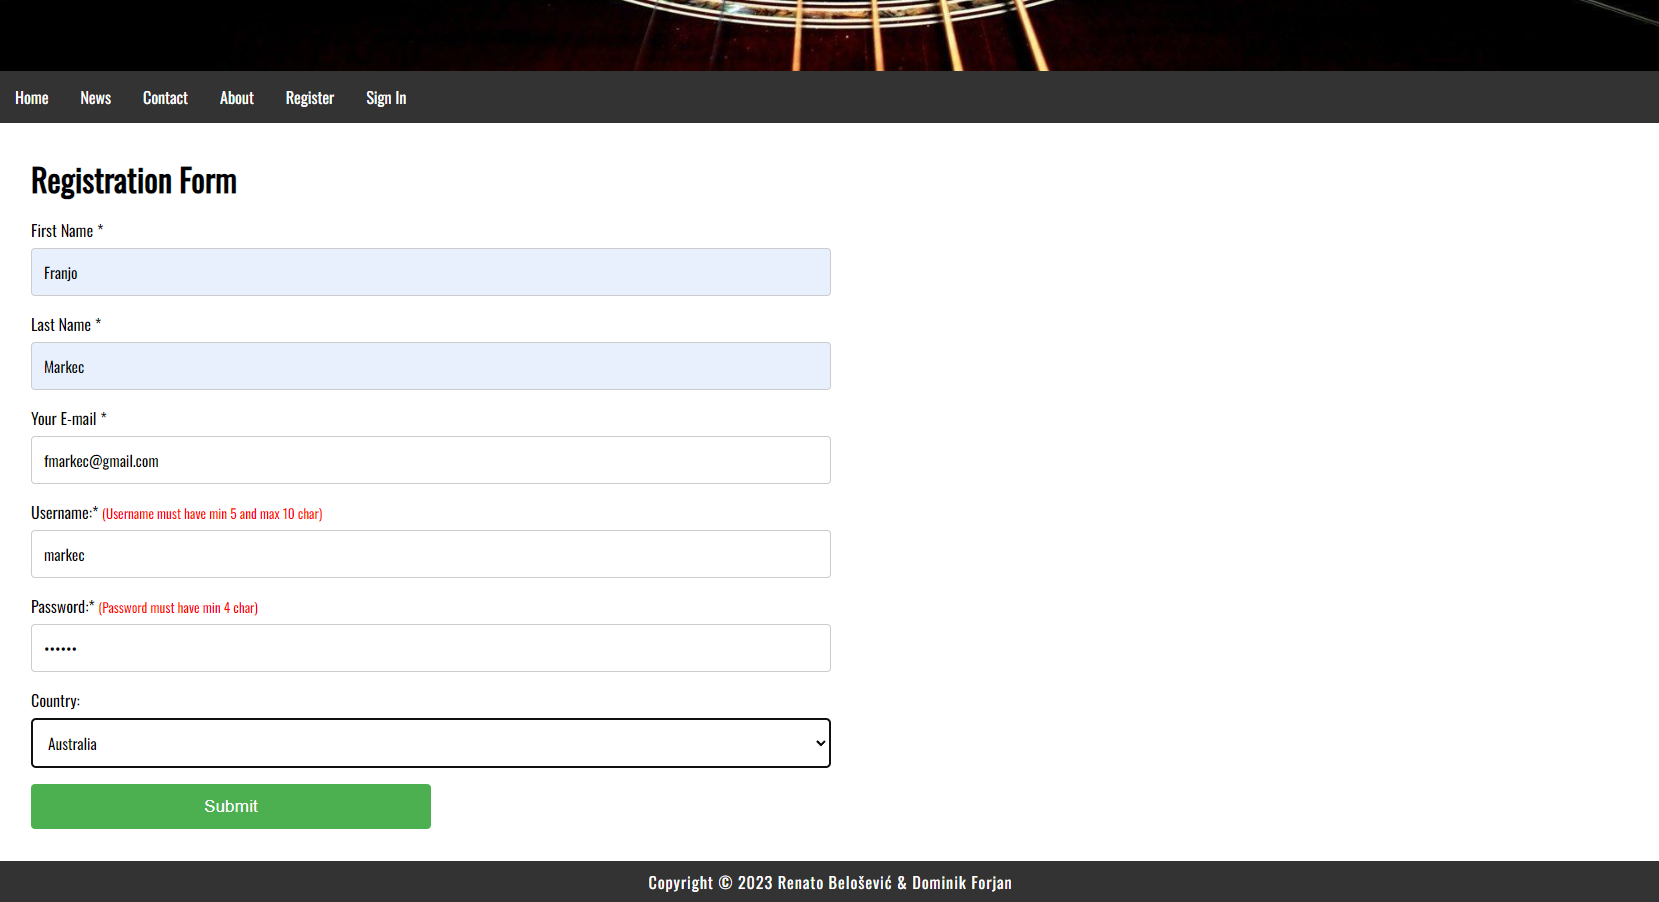 Home News Contact About Register Sign In
Registration Form
First Name *
Franjo
Last Name *
Markec
Your E-mail *
fmarkec@gmail.com
Username:* (Username must have min 5 and max 10 char)
markec
Password:* (Password must have min 4 char)
••••••
Country:
Australia
Submit
Copyright © 2023 Renato Belošević & Dominik Forjan